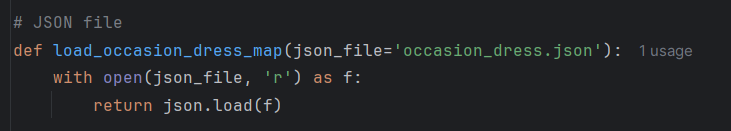 # JSON file
def load_occasion_dress_map(json_file='occasion_dress.json'): 1 usage
    with open(json_file, 'r') as f:
        return json.load(f)